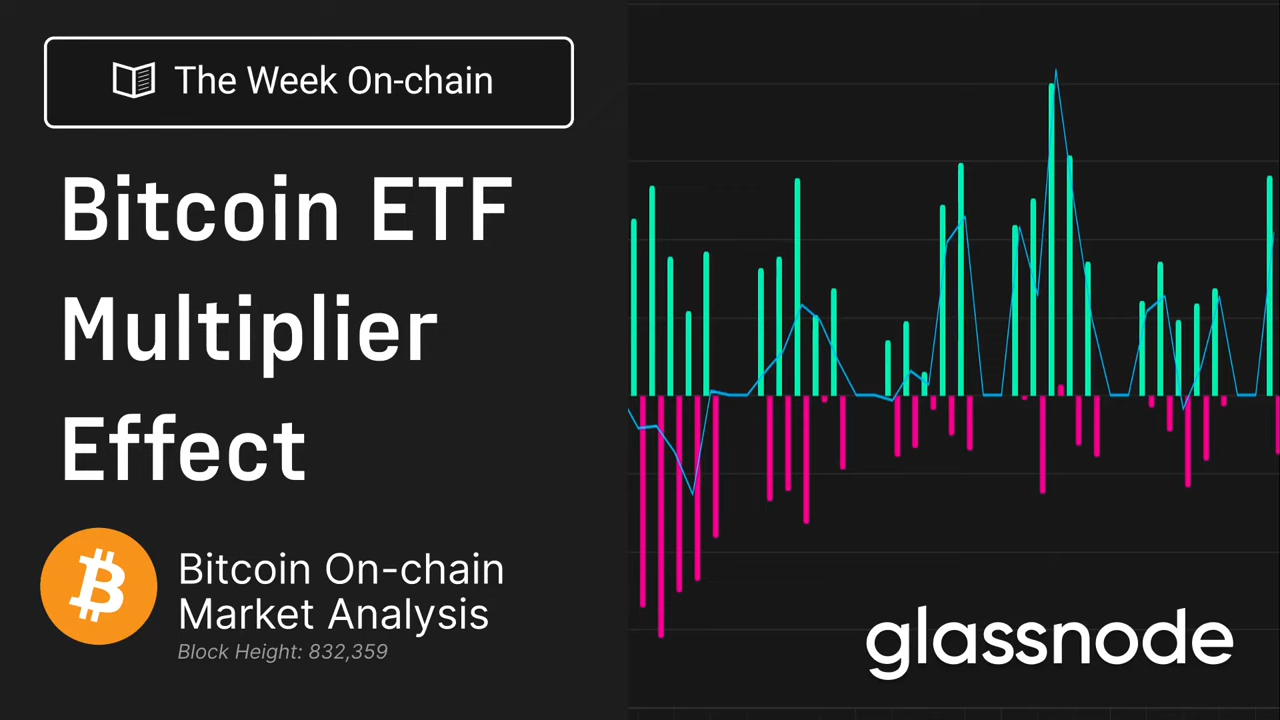 The Week On-chain
Bitcoin ETF
Multiplier
Effect
Bitcoin On-chain
Market Analysis
Block Height: 832,359
glassnode